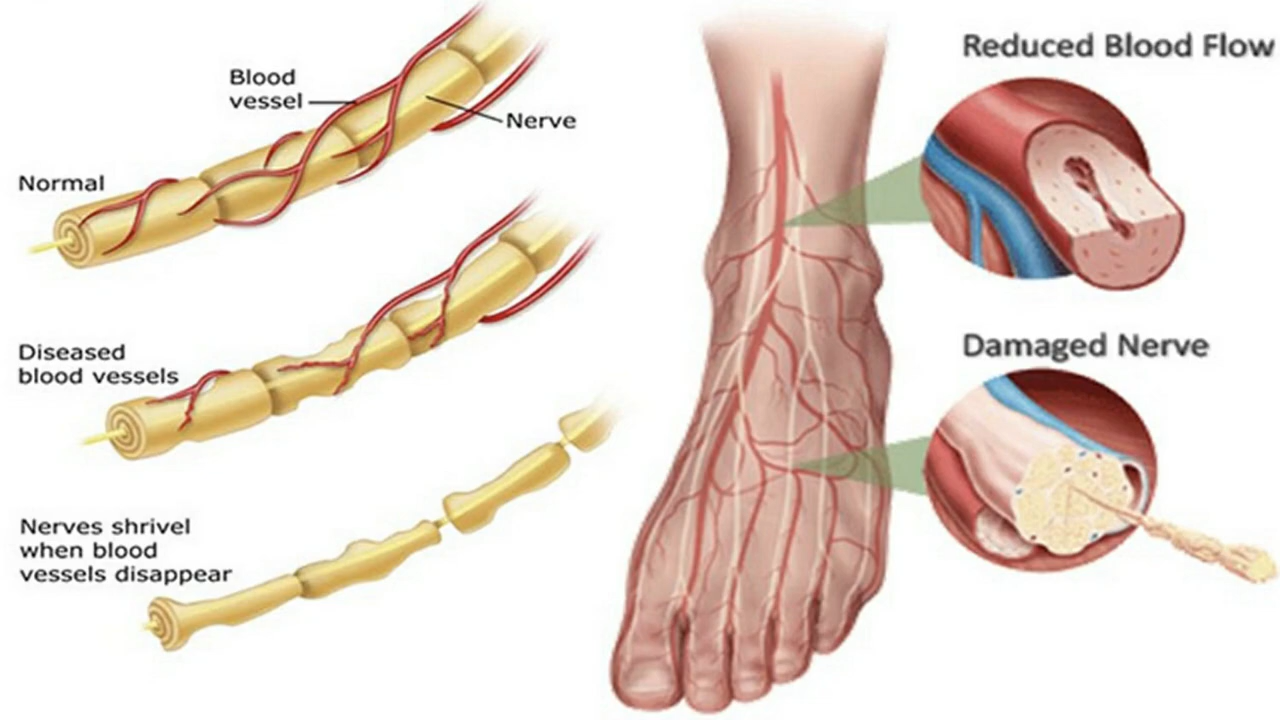 Blood
vessel
Nerve
Normal
Diseased
blood vessels
Nerves shrivel
when blood
vessels disappear
Reduced Blood Flow
Damaged Nerve